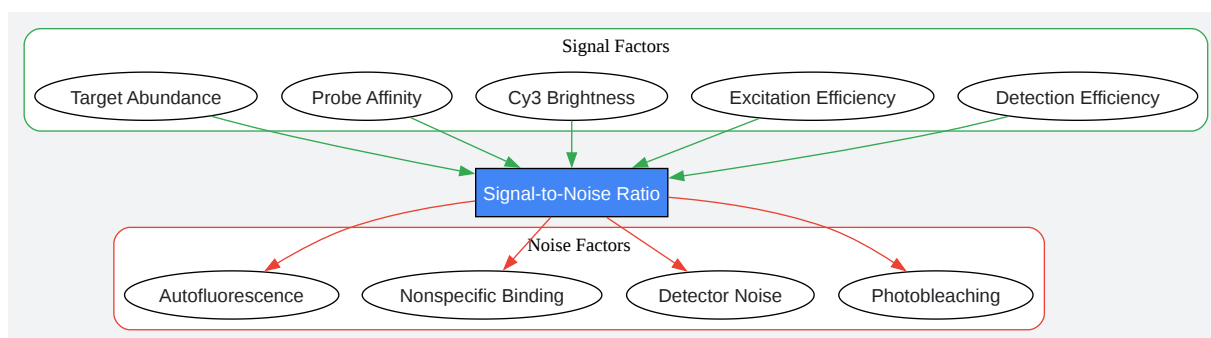 Signal Factors
Target Abundance
Probe Affinity
Cy3 Brightness
Excitation Efficiency
Detection Efficiency
Signal-to-Noise Ratio
Noise Factors
Autofluorescence
Nonspecific Binding
Detector Noise
Photobleaching